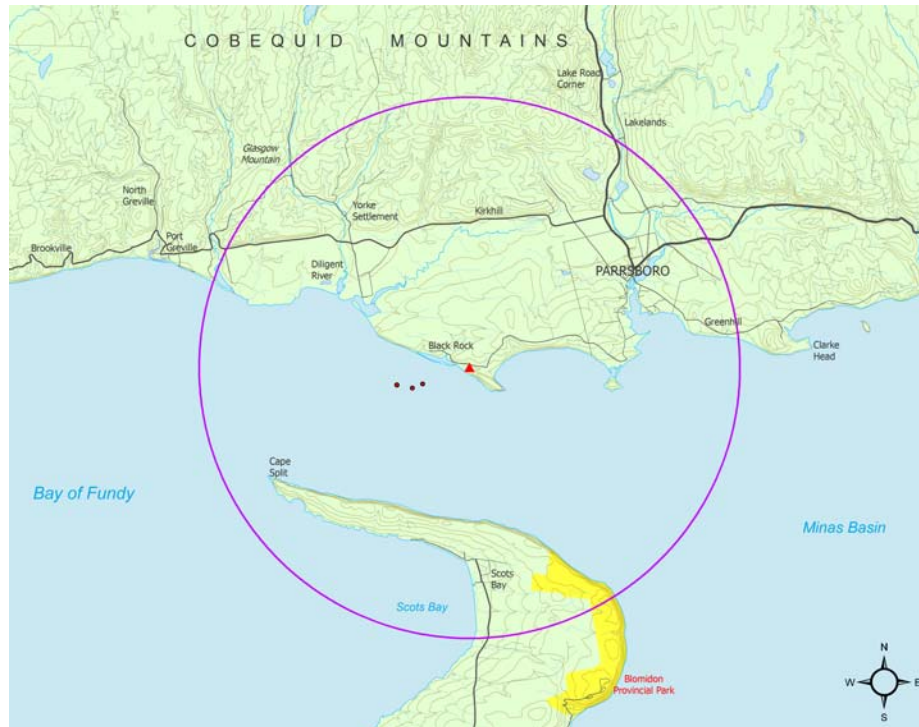 COBEQUID MOUNTAINS
Lake Road
Corner
Lakelands
Glasgow
Mountain
North
Greville
Yorke
Settlement
Kirkhill
Port
Greville
Brookville
Diligent
River
PARRSBORO
Greenhill
Black Rock
Clarke
Head
Cape
Split
Bay of Fundy
Minas Basin
Scots
Bay
Scots Bay
Blomidon
Provincial Park
N
W
E
S